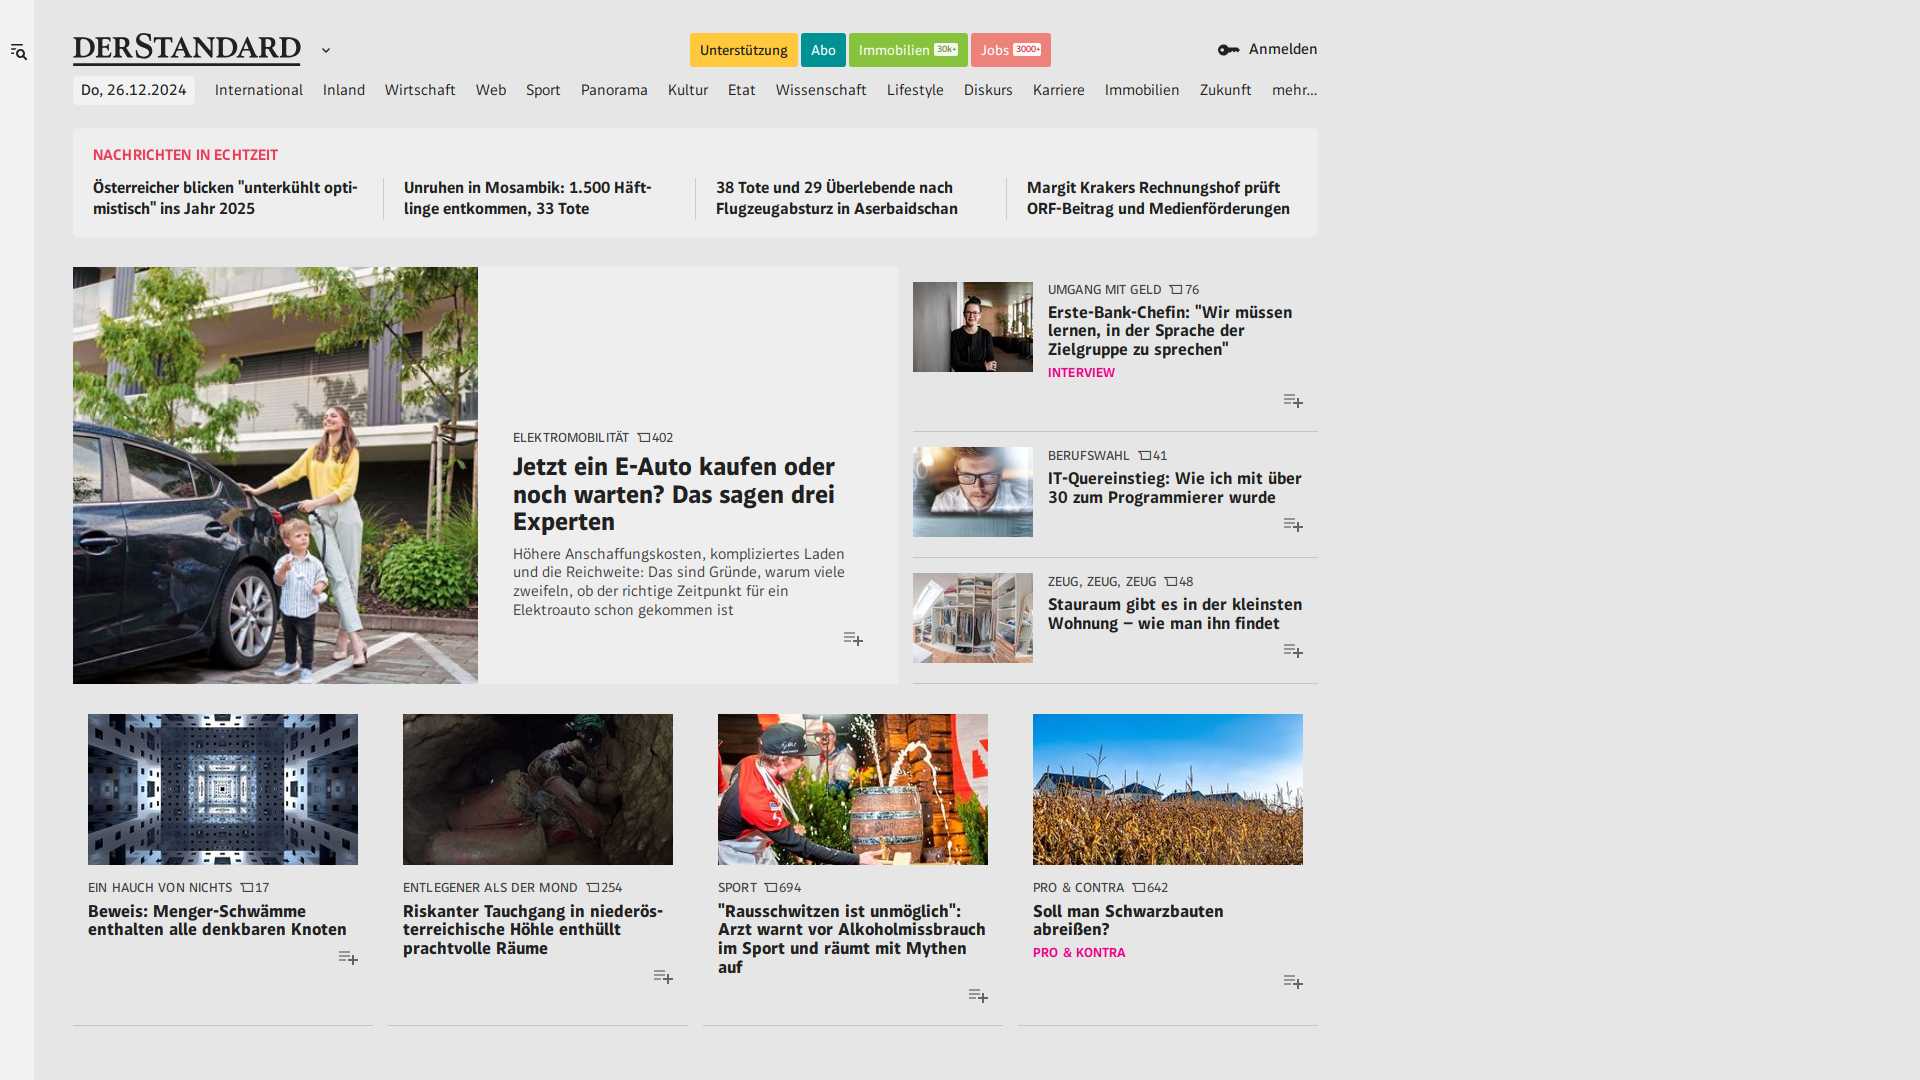 DERSTANDARD
Unterstützung Abo Immobilien 30k+ Jobs 3000+
Anmelden
Do, 26.12.2024 International Inland Wirtschaft Web Sport Panorama Kultur Etat Wissenschaft Lifestyle Diskurs Karriere Immobilien Zukunft mehr...
NACHRICHTEN IN ECHTZEIT
Österreicher blicken "unterkühlt opti-
mistisch" ins Jahr 2025
Unruhen in Mosambik: 1.500 Häft-
linge entkommen, 33 Tote
38 Tote und 29 Überlebende nach
Flugzeugabsturz in Aserbaidschan
Margit Krakers Rechnungshof prüft
ORF-Beitrag und Medienförderungen
ELEKTROMOBILITÄT 402
Jetzt ein E-Auto kaufen oder
noch warten? Das sagen drei
Experten
Höhere Anschaffungskosten, kompliziertes Laden
und die Reichweite: Das sind Gründe, warum viele
zweifeln, ob der richtige Zeitpunkt für ein
Elektroauto schon gekommen ist
UMGANG MIT GELD 76
Erste-Bank-Chefin: "Wir müssen
lernen, in der Sprache der
Zielgruppe zu sprechen"
INTERVIEW
BERUFSWAHL 41
IT-Quereinstieg: Wie ich mit über
30 zum Programmierer wurde
ZEUG, ZEUG, ZEUG 48
Stauraum gibt es in der kleinsten
Wohnung – wie man ihn findet
EIN HAUCH VON NICHTS 17
Beweis: Menger-Schwämme
enthalten alle denkbaren Knoten
ENTLEGENER ALS DER MOND 254
Riskanter Tauchgang in niederös-
terreichische Höhle enthüllt
prachtvolle Räume
SPORT 694
"Rausschwitzen ist unmöglich":
Arzt warnt vor Alkoholmissbrauch
im Sport und räumt mit Mythen
auf
PRO & CONTRA 642
Soll man Schwarzbauten
abreißen?
PRO & KONTRA